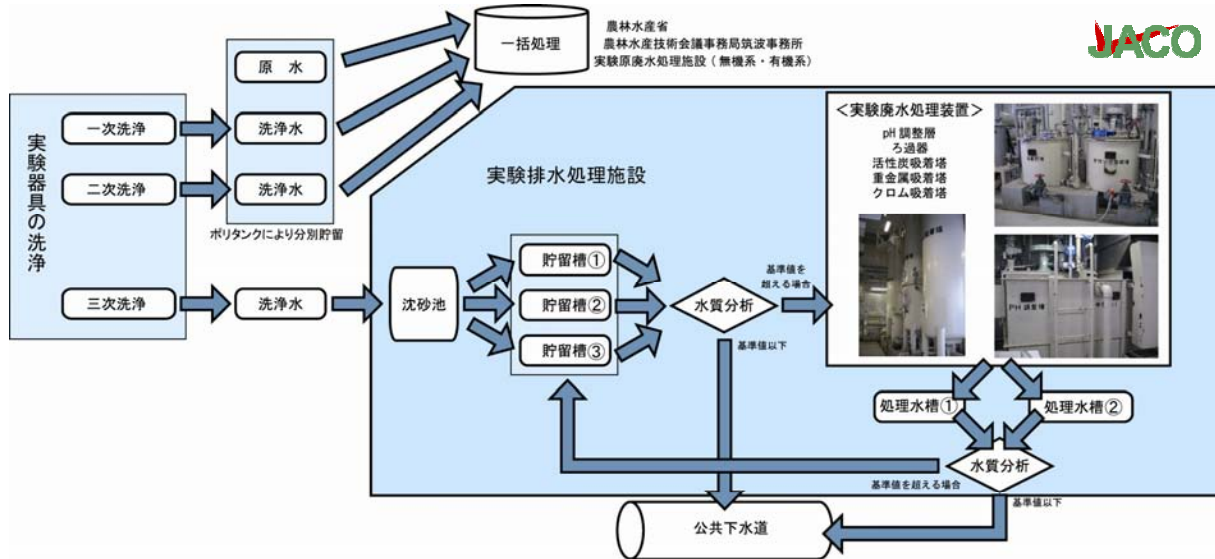 JACO
農林水産省
農林水産技術会議事務局筑波事務所
実験原廃水処理施設（無機系・有機系）
一括処理
原水
実験器具の洗浄
一次洗浄
洗浄水
二次洗浄
洗浄水
ポリタンクにより分別貯留
三次洗浄
洗浄水
実験排水処理施設
沈砂池
貯留槽①
貯留槽②
貯留槽③
水質分析
基準値を
超える場合
基準値以下
＜実験廃水処理装置＞
pH調整層
ろ過器
活性炭吸着塔
重金属吸着塔
クロム吸着塔
PH調整槽
処理水槽①
処理水槽②
水質分析
基準値を超える場合
基準値以下
公共下水道